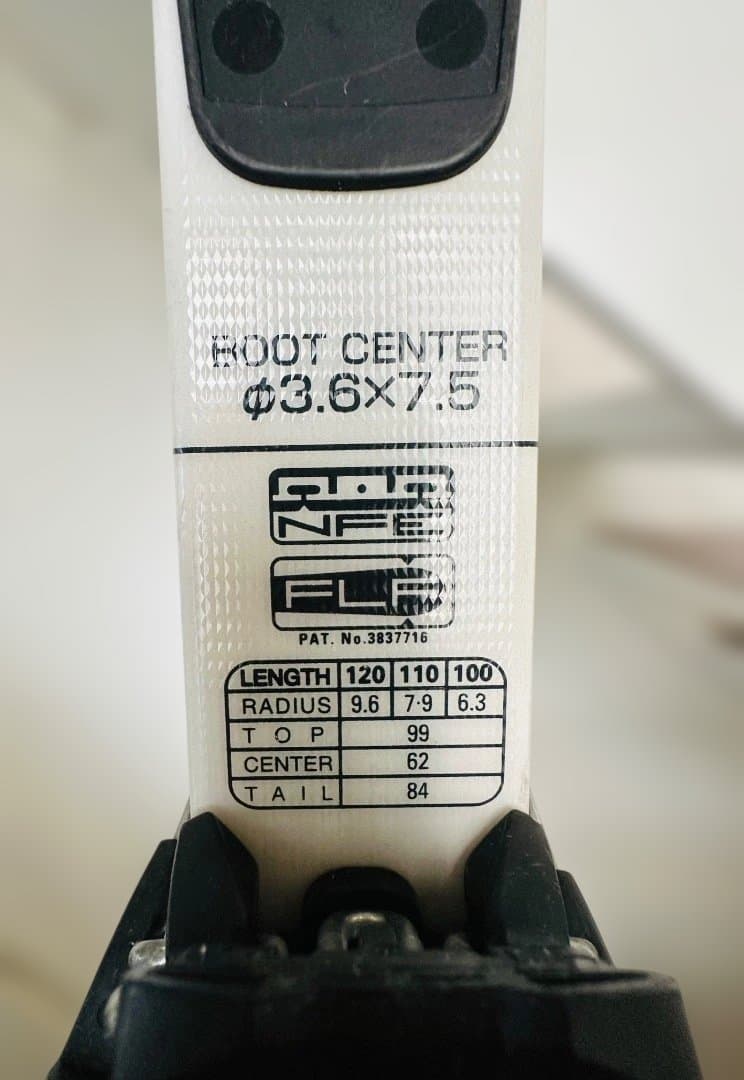 BOOT CENTER
φ3.6×7.5
NFE
PAT. No.3837716
LENGTH 120 110 100
RADIUS 9.6 7·9 6.3
TOP 99
CENTER 62
TAIL 84